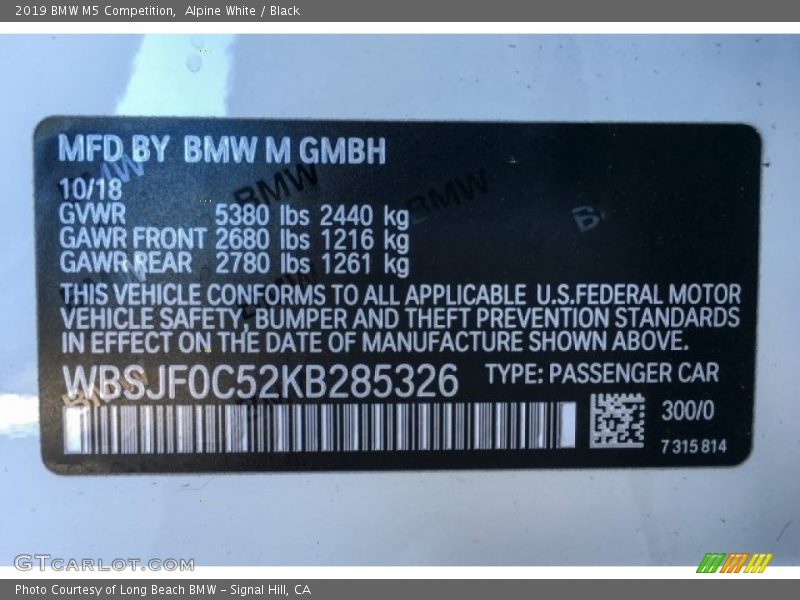 2019 BMW M5 Competition,  Alpine White / Black
MFD BY BMW M GMBH
10/18
GVWR 5380 lbs 2440 kg
GAWR FRONT 2680 lbs 1216 kg
GAWR REAR 2780 lbs 1261 kg
THIS VEHICLE CONFORMS TO ALL APPLICABLE U.S.FEDERAL MOTOR
VEHICLE SAFETY, BUMPER AND THEFT PREVENTION STANDARDS
IN EFFECT ON THE DATE OF MANUFACTURE SHOWN ABOVE.
WBSJF0C52KB285326 TYPE: PASSENGER CAR
300/0
7315814
GTCARLOT.COM
Photo Courtesy of Long Beach BMW - Signal Hill, CA